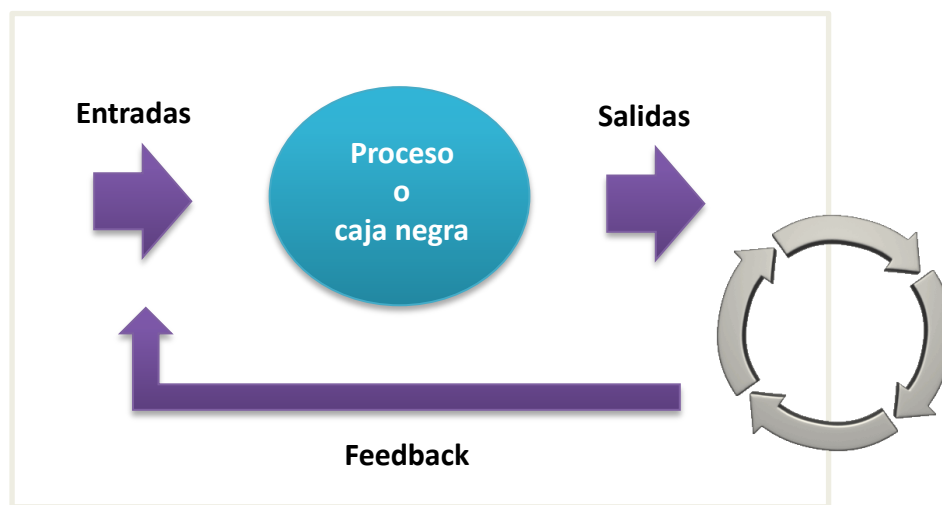 Entradas
Salidas
Proceso
o
caja negra
Feedback